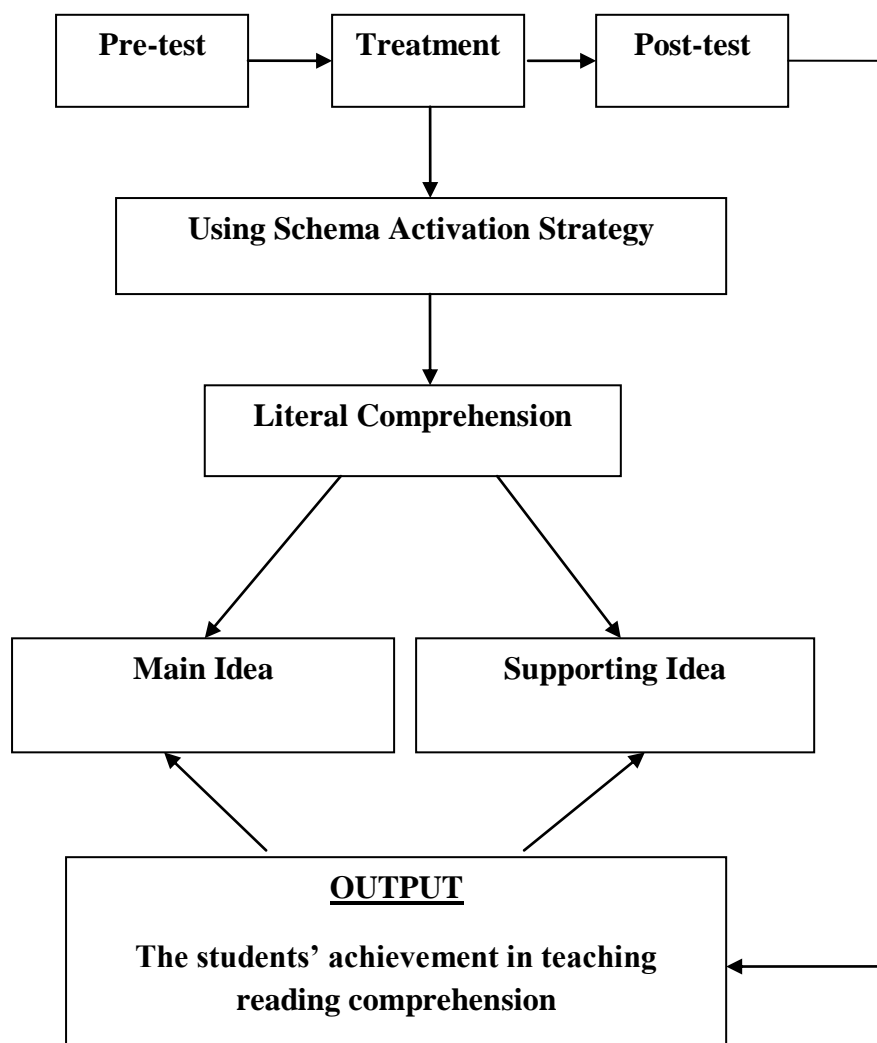 Pre-test
Treatment
Post-test
Using Schema Activation Strategy
Literal Comprehension
Main Idea
Supporting Idea
OUTPUT
The students’ achievement in teaching
reading comprehension